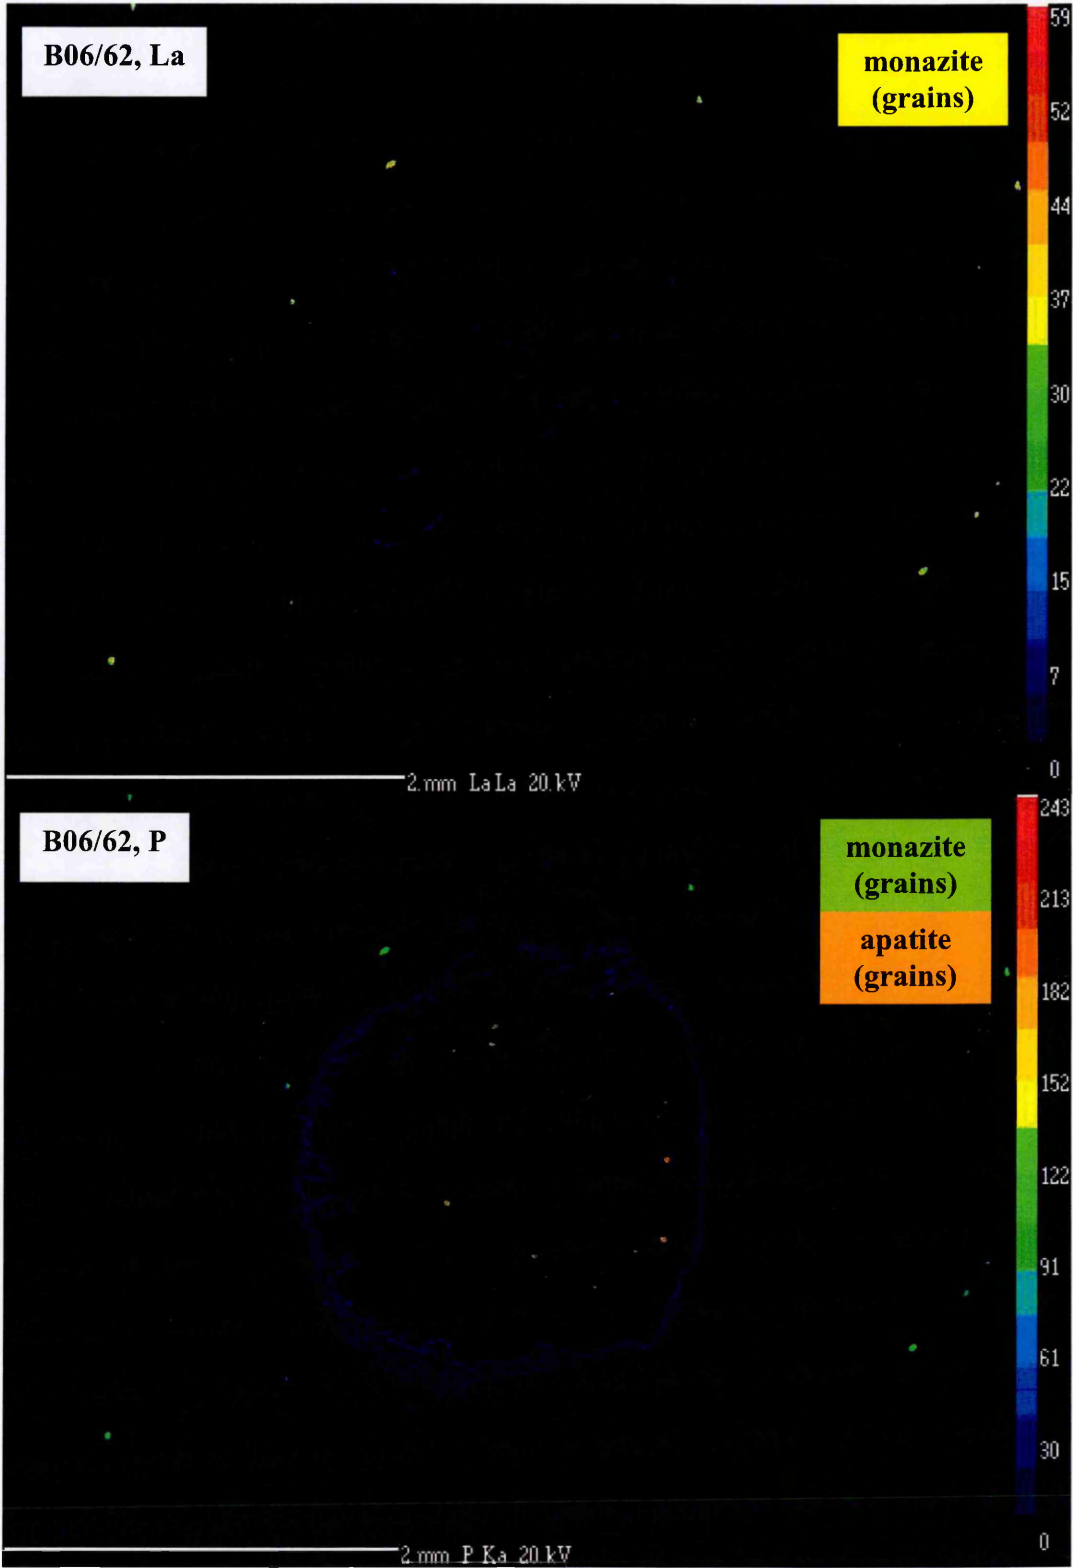 B06/62, La
monazite
(grains)
59
52
44
37
30
22
15
7
0
2 mm LaLa 20 kV
B06/62, P
monazite
(grains)
apatite
(grains)
243
213
182
152
122
91
61
30
0
2 mm P Ka 20 kV